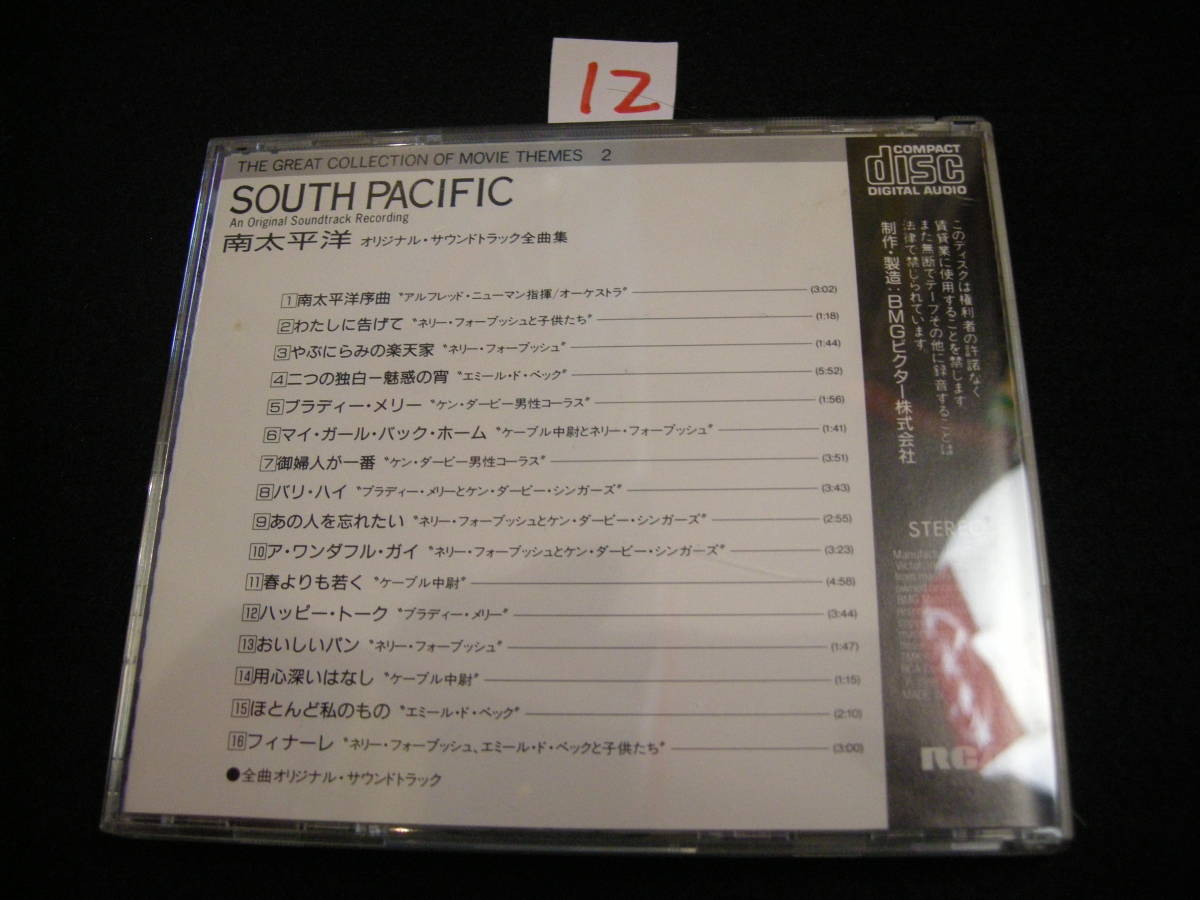 12
THE GREAT COLLECTION OF MOVIE THEMES 2
SOUTH PACIFIC
An Original Soundtrack Recording
南太平洋 オリジナル・サウンドトラック全曲集
1 南太平洋序曲 〝アルフレッド・ニューマン指揮/オーケストラ〞 (3:02)
2 わたしに告げて 〝ネリー・フォーブッシュと子供たち〞 (1:18)
3 やぶにらみの楽天家 〝ネリー・フォーブッシュ〞 (1:44)
4 二つの独白ー魅惑の宵 〝エミール・ド・ベック〞 (5:52)
5 ブラディー・メリー 〝ケン・ダービー男性コーラス〞 (1:56)
6 マイ・ガール・バック・ホーム 〝ケーブル中尉とネリー・フォーブッシュ〞 (1:41)
7 御婦人が一番 〝ケン・ダービー男性コーラス〞 (3:51)
8 バリ・ハイ 〝ブラディー・メリーとケン・ダービー・シンガーズ〞 (3:43)
9 あの人を忘れたい 〝ネリー・フォーブッシュとケン・ダービー・シンガーズ〞 (2:55)
10 ア・ワンダフル・ガイ 〝ネリー・フォーブッシュとケン・ダービー・シンガーズ〞 (3:23)
11 春よりも若く 〝ケーブル中尉〞 (4:58)
12 ハッピー・トーク 〝ブラディー・メリー〞 (3:44)
13 おいしいパン 〝ネリー・フォーブッシュ〞 (1:47)
14 用心深いはなし 〝ケーブル中尉〞 (1:15)
15 ほとんど私のもの 〝エミール・ド・ベック〞 (2:10)
16 フィナーレ 〝ネリー・フォーブッシュ、エミール・ド・ベックと子供たち〞 (3:00)
●全曲オリジナル・サウンドトラック
COMPACT
disc
DIGITAL AUDIO
このディスクは権利者の許諾なく
賃貸業に使用することを禁じます
また無断でテープその他に録音することは
法律で禁じられています。
制作・製造:BMGビクター株式会社
STEREO